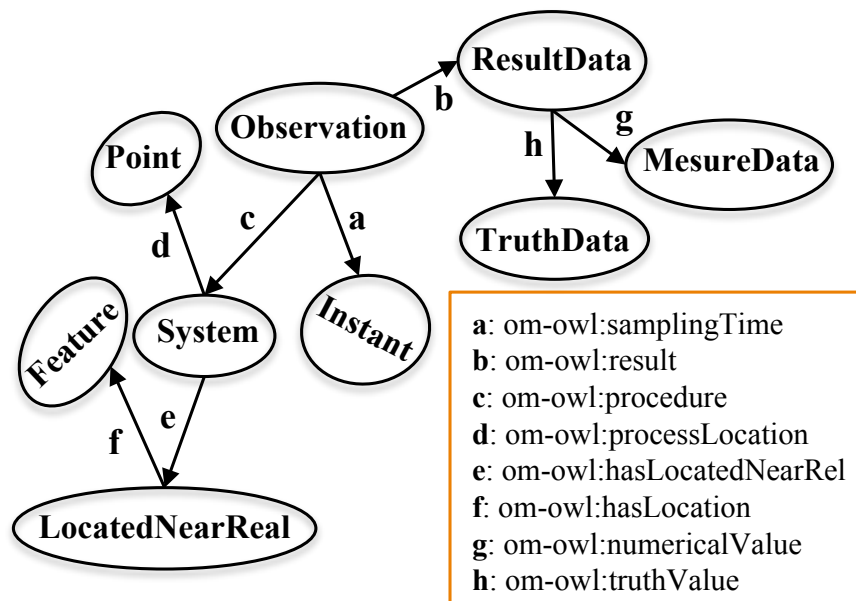 ResultData
b
Observation
g
Point
h
MesureData
c
a
d
TruthData
System
Instant
Feature
e
f
LocatedNearReal
a: om-owl:samplingTime
b: om-owl:result
c: om-owl:procedure
d: om-owl:processLocation
e: om-owl:hasLocatedNearRel
f: om-owl:hasLocation
g: om-owl:numericalValue
h: om-owl:truthValue